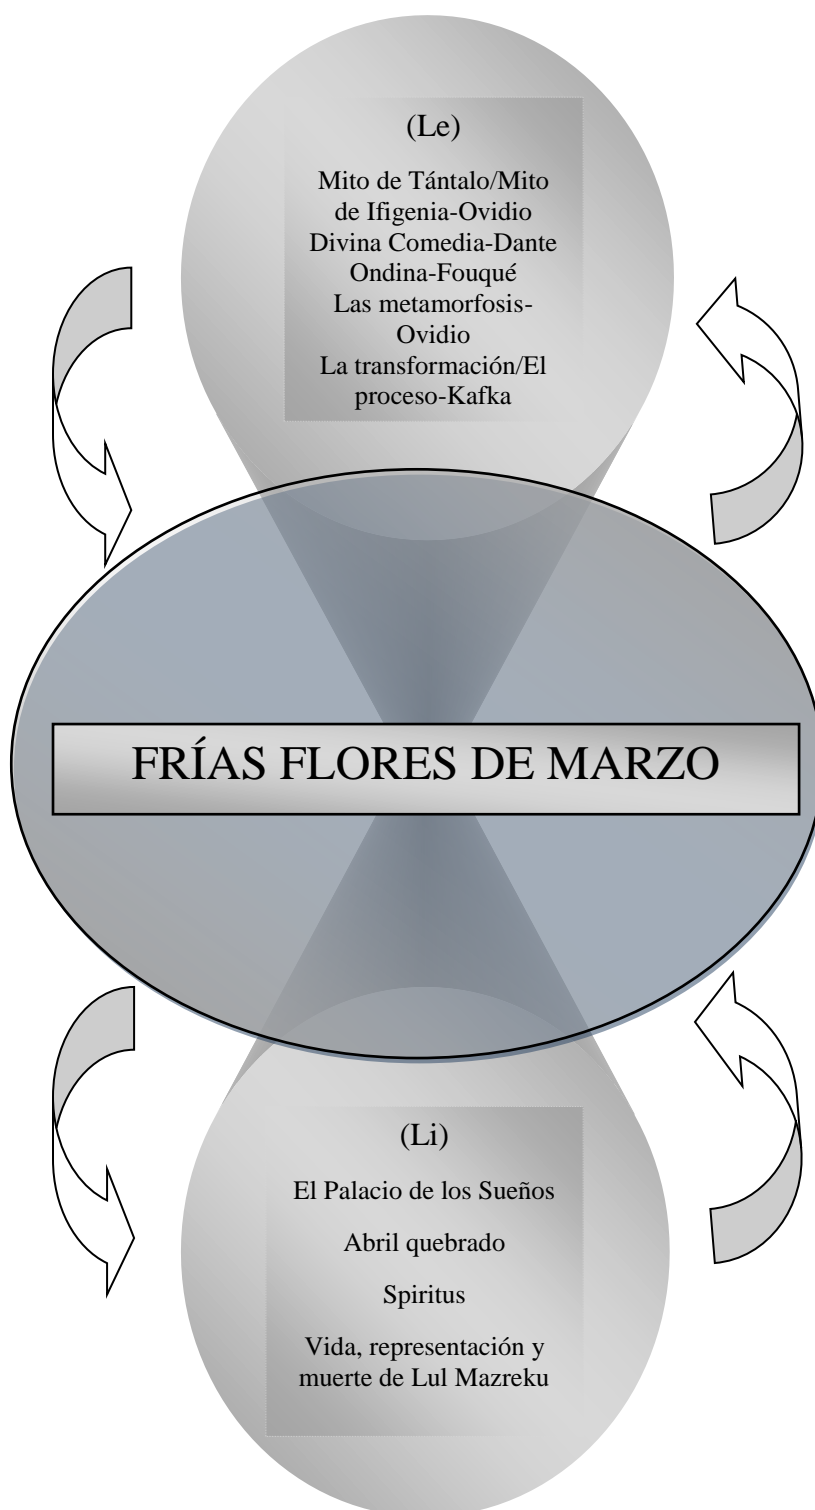 (Le)
Mito de Tántalo/Mito
de Ifigenia-Ovidio
Divina Comedia-Dante
Ondina-Fouqué
Las metamorfosis-
Ovidio
La transformación/El
proceso-Kafka
FRÍAS FLORES DE MARZO
(Li)
El Palacio de los Sueños
Abril quebrado
Spiritus
Vida, representación y
muerte de Lul Mazreku